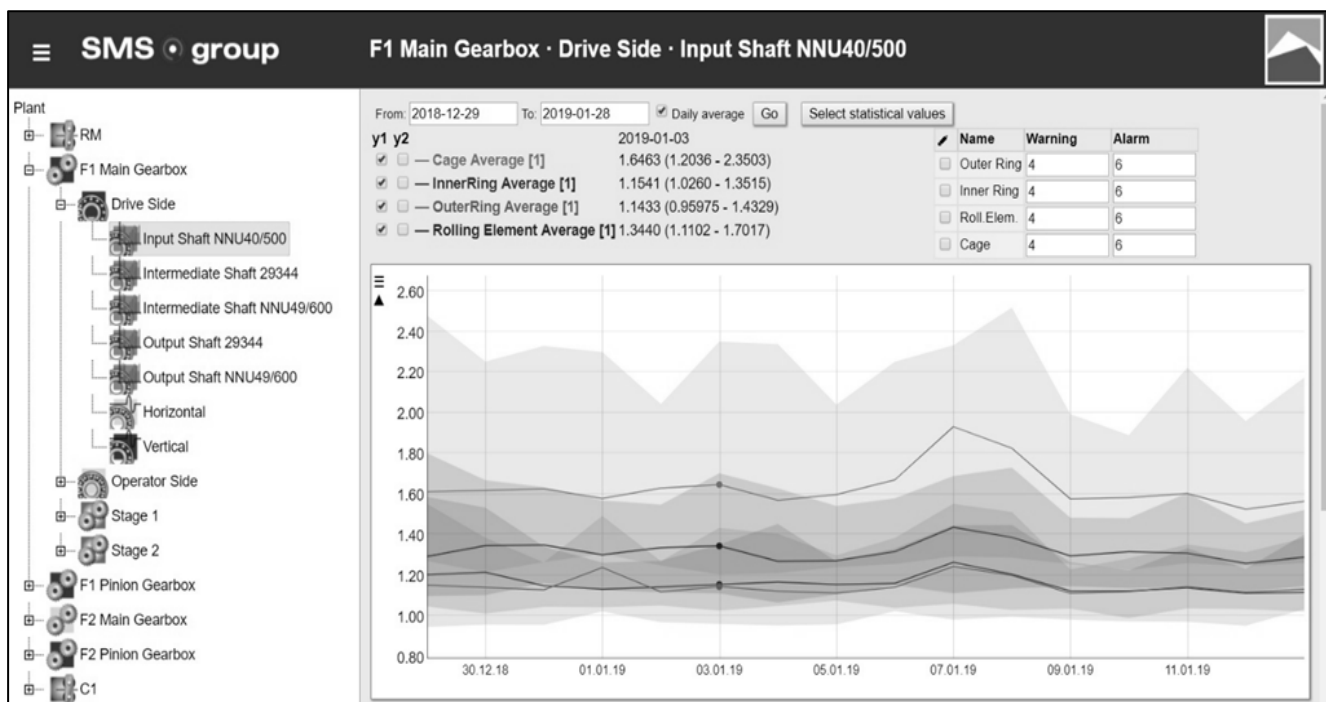 ≡ SMS group F1 Main Gearbox · Drive Side · Input Shaft NNU40/500
Plant
RM
F1 Main Gearbox
Drive Side
Input Shaft NNU40/500
Intermediate Shaft 29344
Intermediate Shaft NNU49/600
Output Shaft 29344
Output Shaft NNU49/600
Horizontal
Vertical
Operator Side
Stage 1
Stage 2
F1 Pinion Gearbox
F2 Main Gearbox
F2 Pinion Gearbox
C1
From: 2018-12-29 To: 2019-01-28 Daily average Go Select statistical values
y1 y2 2019-01-03
— Cage Average [1] 1.6463 (1.2036 - 2.3503)
— InnerRing Average [1] 1.1541 (1.0260 - 1.3515)
— OuterRing Average [1] 1.1433 (0.95975 - 1.4329)
— Rolling Element Average [1] 1.3440 (1.1102 - 1.7017)
Name Warning Alarm
Outer Ring 4 6
Inner Ring 4 6
Roll.Elem. 4 6
Cage 4 6
2.60
2.40
2.20
2.00
1.80
1.60
1.40
1.20
1.00
0.80
30.12.18 01.01.19 03.01.19 05.01.19 07.01.19 09.01.19 11.01.19